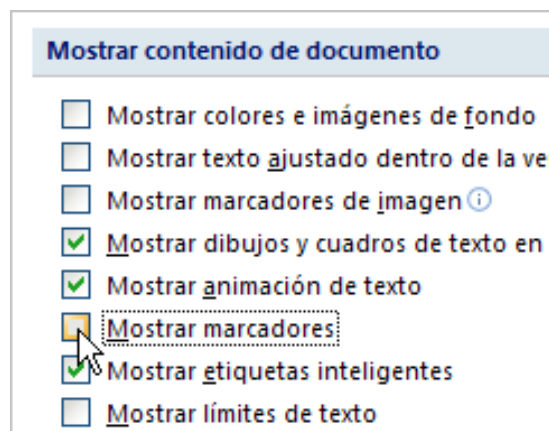 Mostrar contenido de documento
Mostrar colores e imágenes de fondo
Mostrar texto ajustado dentro de la ve
Mostrar marcadores de imagen
Mostrar dibujos y cuadros de texto en
Mostrar animación de texto
Mostrar marcadores
Mostrar etiquetas inteligentes
Mostrar límites de texto